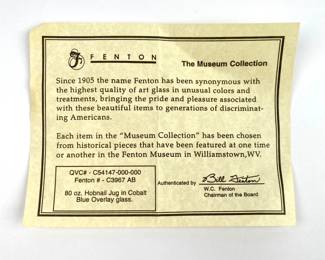 FENTON
The Museum Collection
Since 1905 the name Fenton has been synonymous with
the highest quality of art glass in unusual colors and
treatments, bringing the pride and pleasure associated
with these beautiful items to generations of discriminat-
ing Americans.
Each item in the "Museum Collection" has been chosen
from historical pieces that have been featured at one time
or another in the Fenton Museum in Williamstown,WV.
QVC# - C54147-000-000
Fenton # - C3967 AB
80 oz. Hobnail Jug in Cobalt
Blue Overlay glass.
Authenticated by Bill Fenton
W.C. Fenton
Chairman of the Board